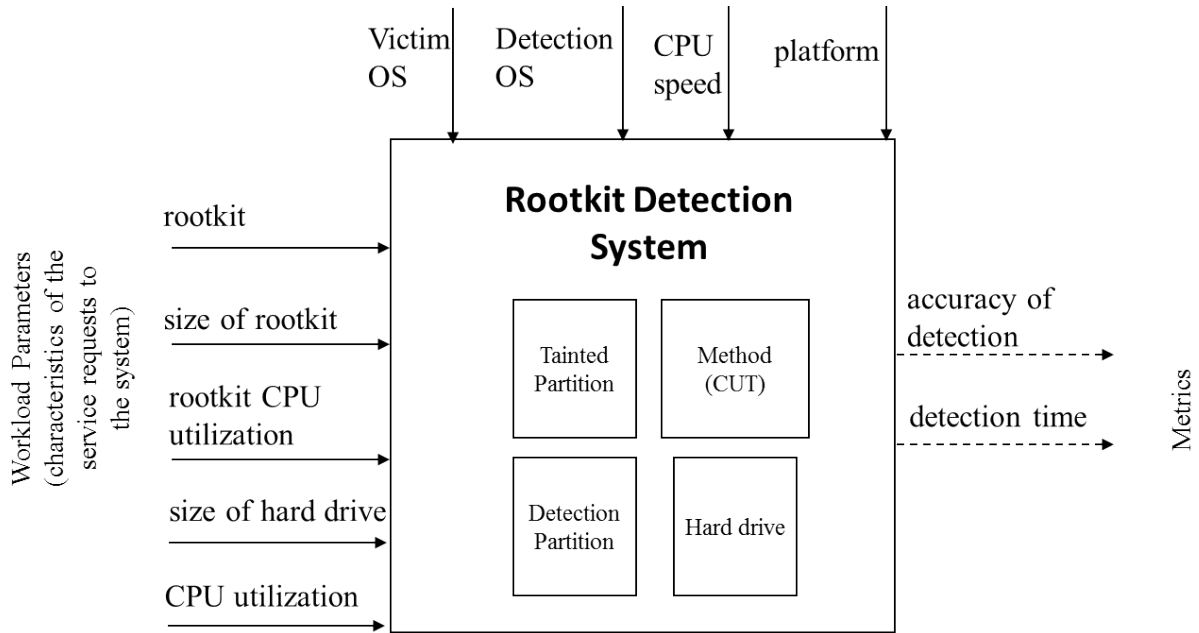 Victim
OS
Detection
OS
CPU
speed
platform
Rootkit Detection
System
Workload Parameters
(characteristics of the
service requests to
the system)
rootkit
size of rootkit
rootkit CPU
utilization
size of hard drive
CPU utilization
Tainted
Partition
Method
(CUT)
Detection
Partition
Hard drive
accuracy of
detection
detection time
Metrics